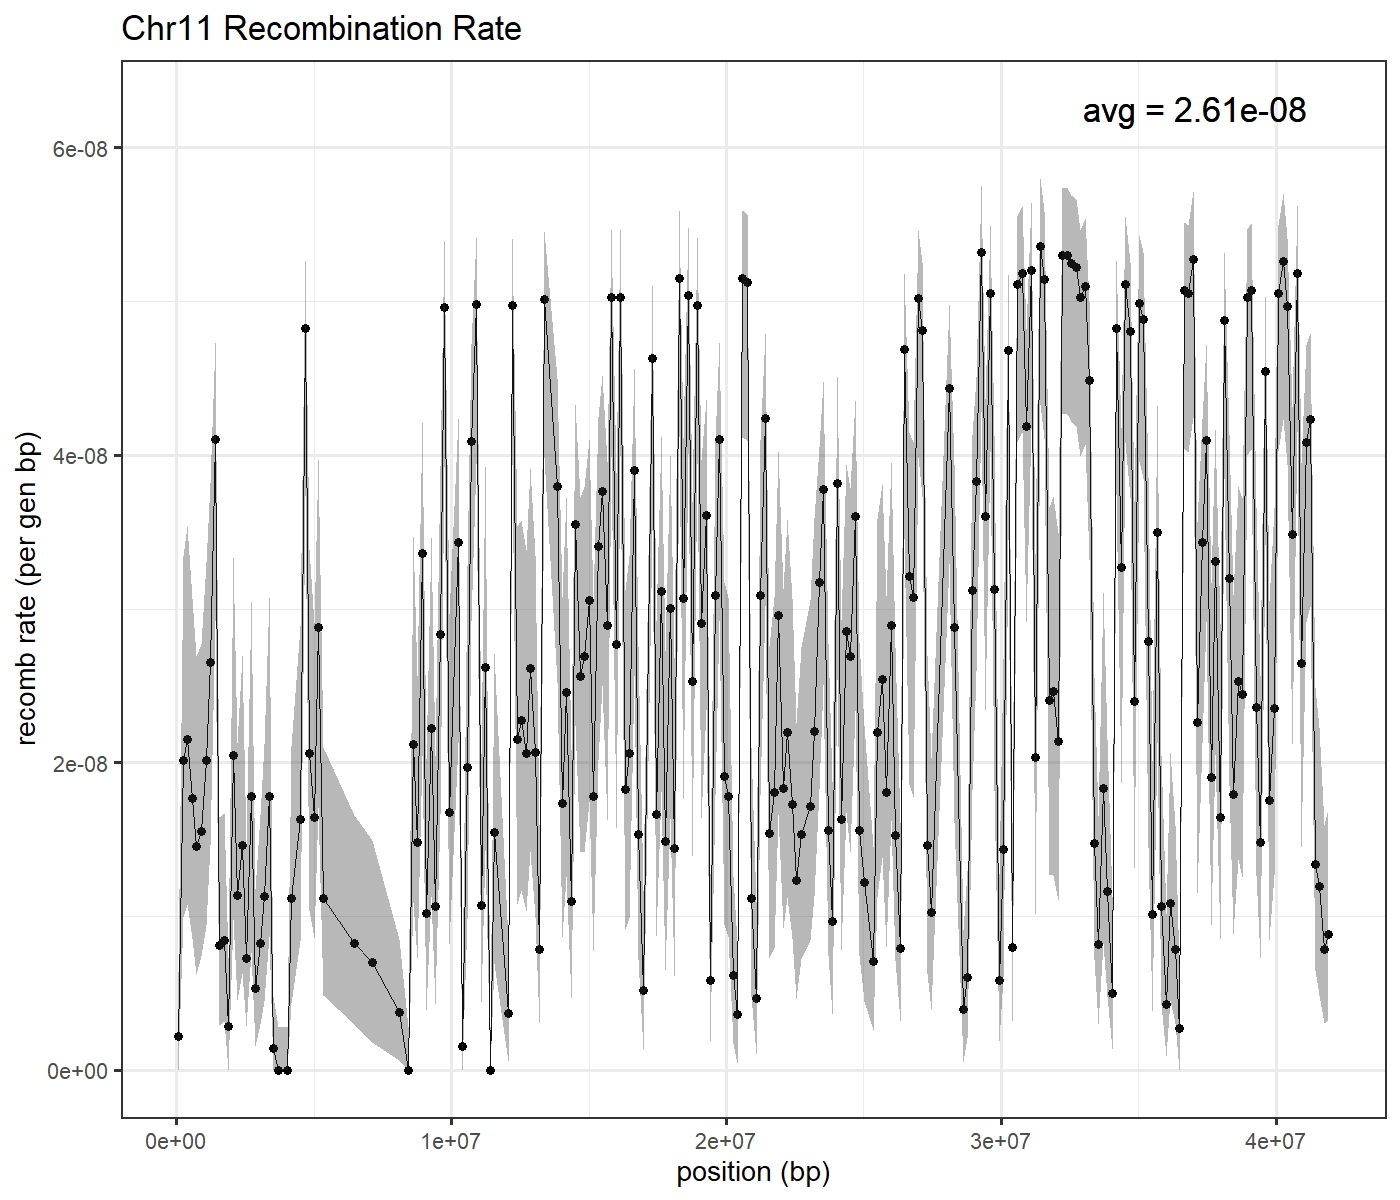 Chr11 Recombination Rate
avg = 2.61e-08
6e-08
4e-08
2e-08
0e+00
recomb rate (per gen bp)
0e+00 1e+07 2e+07 3e+07 4e+07
position (bp)